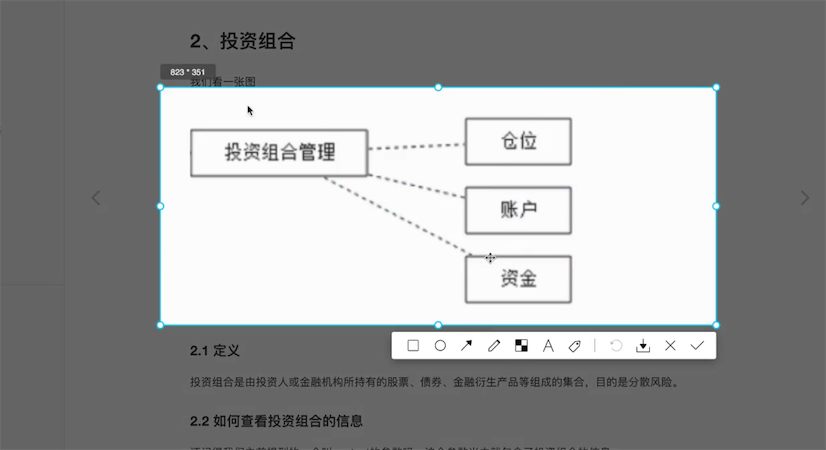 2、投资组合
823 * 351
我们看一张图
投资组合管理
仓位
账户
资金
2.1 定义
投资组合是由投资人或金融机构所持有的股票、债券、金融衍生产品等组成的集合，目的是分散风险。
2.2 如何查看投资组合的信息